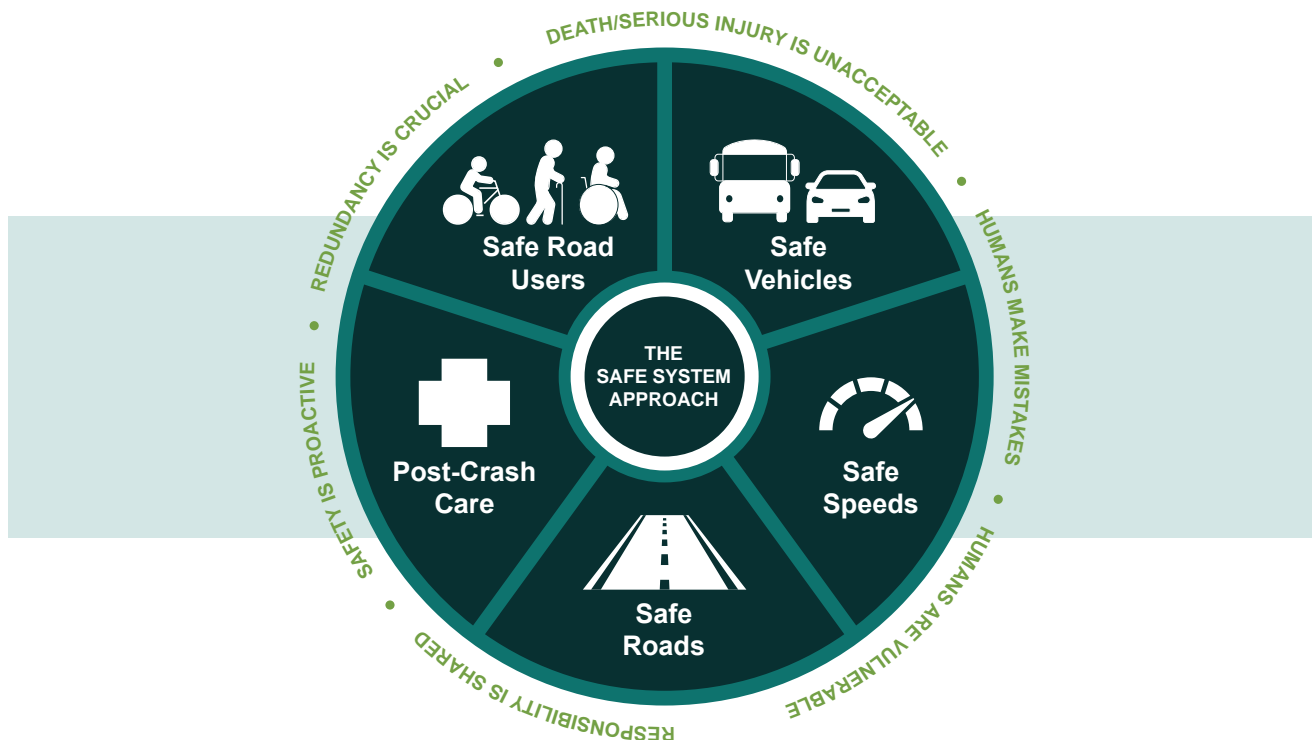 DEATH/SERIOUS INJURY IS UNACCEPTABLE
HUMANS MAKE MISTAKES
HUMANS ARE VULNERABLE
RESPONSIBILITY IS SHARED
SAFETY IS PROACTIVE
REDUNDANCY IS CRUCIAL
Safe Road
Users
Safe
Vehicles
THE
SAFE SYSTEM
APPROACH
Post-Crash
Care
Safe
Speeds
Safe
Roads